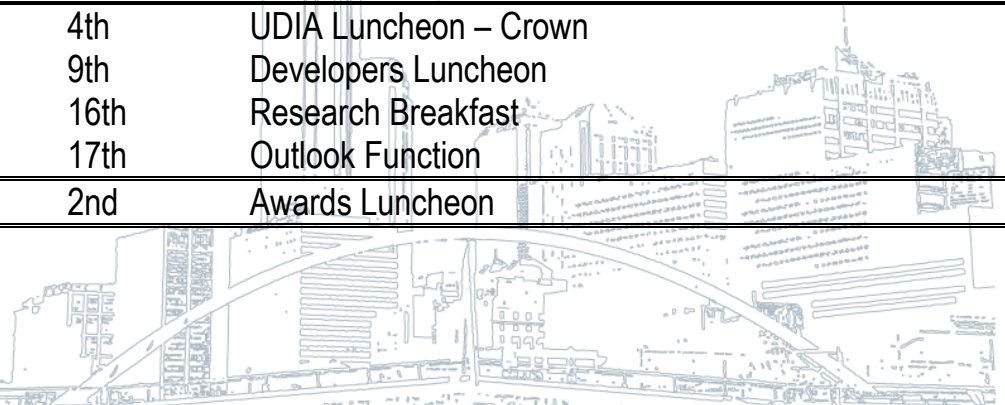 4th UDIA Luncheon – Crown
9th Developers Luncheon
16th Research Breakfast
17th Outlook Function
2nd Awards Luncheon